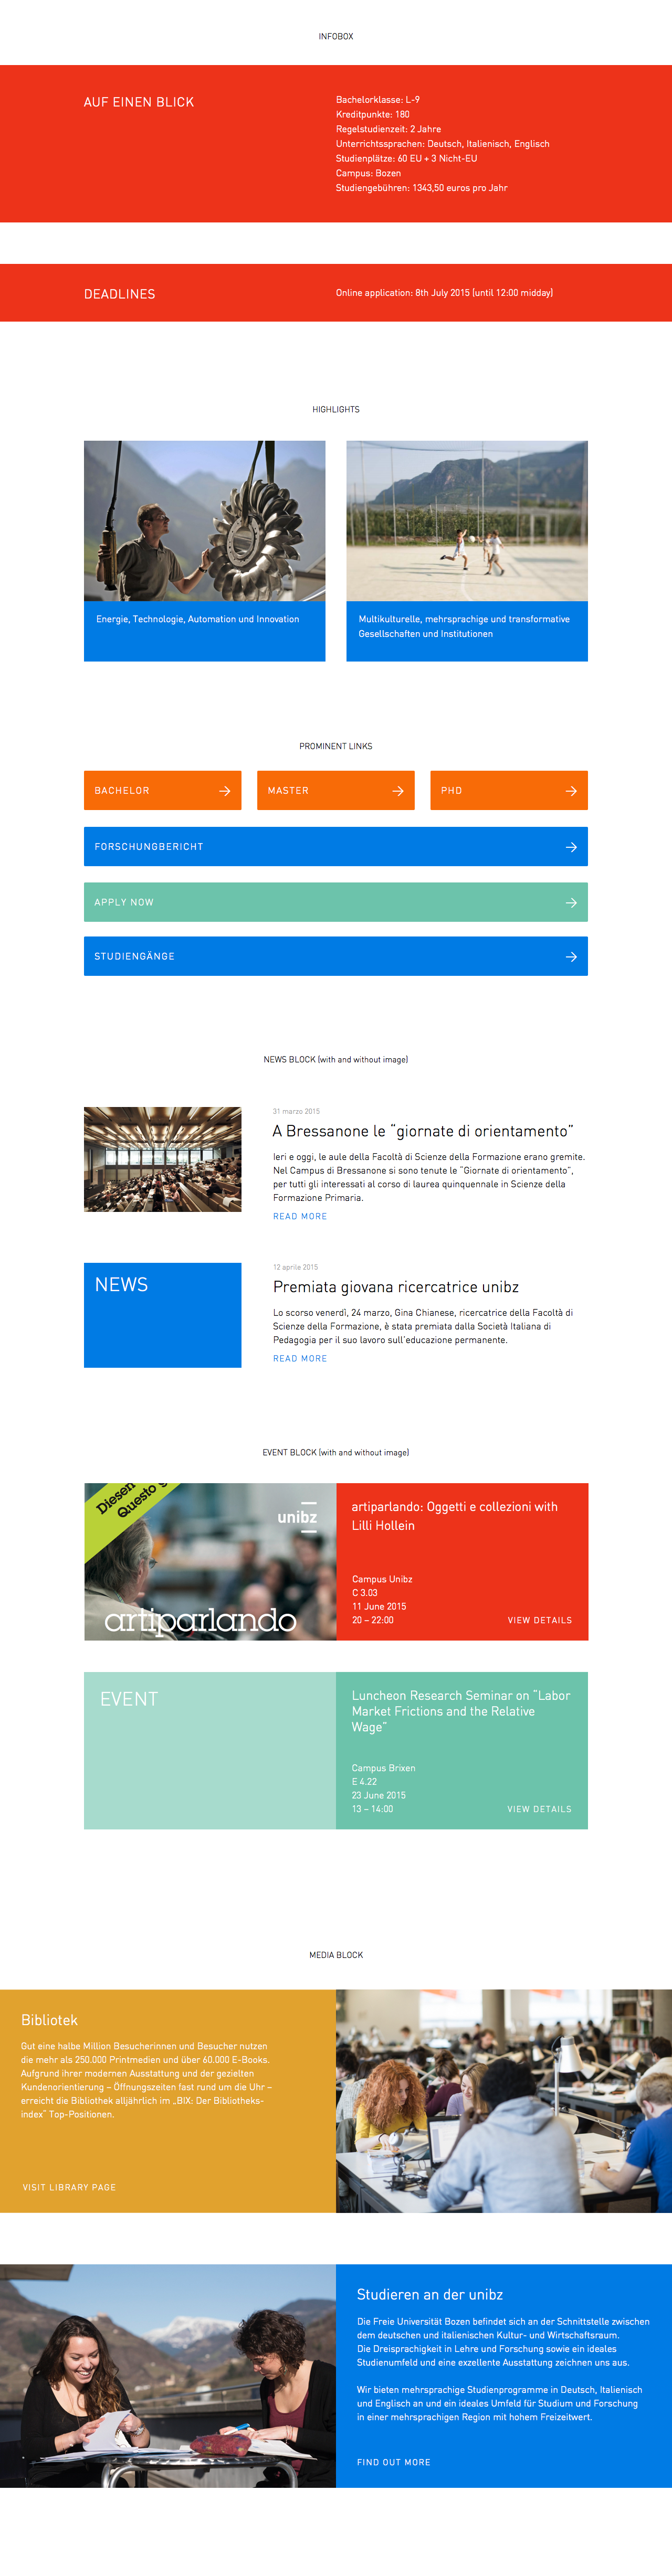 INFOBOX
AUF EINEN BLICK
Bachelorklasse: L-9
Kreditpunkte: 180
Regelstudienzeit: 2 Jahre
Unterrichtssprachen: Deutsch, Italienisch, Englisch
Studienplätze: 60 EU + 3 Nicht-EU
Campus: Bozen
Studiengebühren: 1343,50 euros pro Jahr
DEADLINES
Online application: 8th July 2015 (until 12:00 midday)
HIGHLIGHTS
Energie, Technologie, Automation und Innovation
Multikulturelle, mehrsprachige und transformative
Gesellschaften und Institutionen
PROMINENT LINKS
BACHELOR
MASTER
PHD
FORSCHUNGBERICHT
APPLY NOW
STUDIENGÄNGE
NEWS BLOCK (with and without image)
31 marzo 2015
A Bressanone le “giornate di orientamento”
Ieri e oggi, le aule della Facoltà di Scienze della Formazione erano gremite.
Nel Campus di Bressanone si sono tenute le “Giornate di orientamento”,
per tutti gli interessati al corso di laurea quinquennale in Scienze della
Formazione Primaria.
READ MORE
NEWS
12 aprile 2015
Premiata giovana ricercatrice unibz
Lo scorso venerdì, 24 marzo, Gina Chianese, ricercatrice della Facoltà di
Scienze della Formazione, è stata premiata dalla Società Italiana di
Pedagogia per il suo lavoro sull’educazione permanente.
READ MORE
EVENT BLOCK (with and without image)
Diesen
Questo
unibz
artiparlando
artiparlando: Oggetti e collezioni with
Lilli Hollein
Campus Unibz
C 3.03
11 June 2015
20 – 22:00
VIEW DETAILS
EVENT
Luncheon Research Seminar on “Labor
Market Frictions and the Relative
Wage”
Campus Brixen
E 4.22
23 June 2015
13 – 14:00
VIEW DETAILS
MEDIA BLOCK
Bibliotek
Gut eine halbe Million Besucherinnen und Besucher nutzen
die mehr als 250.000 Printmedien und über 60.000 E-Books.
Aufgrund ihrer modernen Ausstattung und der gezielten
Kundenorientierung – Öffnungszeiten fast rund um die Uhr –
erreicht die Bibliothek alljährlich im „BIX: Der Bibliotheks-
index“ Top-Positionen.
VISIT LIBRARY PAGE
Studieren an der unibz
Die Freie Universität Bozen befindet sich an der Schnittstelle zwischen
dem deutschen und italienischen Kultur- und Wirtschaftsraum.
Die Dreisprachigkeit in Lehre und Forschung sowie ein ideales
Studienumfeld und eine exzellente Ausstattung zeichnen uns aus.
Wir bieten mehrsprachige Studienprogramme in Deutsch, Italienisch
und Englisch an und ein ideales Umfeld für Studium und Forschung
in einer mehrsprachigen Region mit hohem Freizeitwert.
FIND OUT MORE